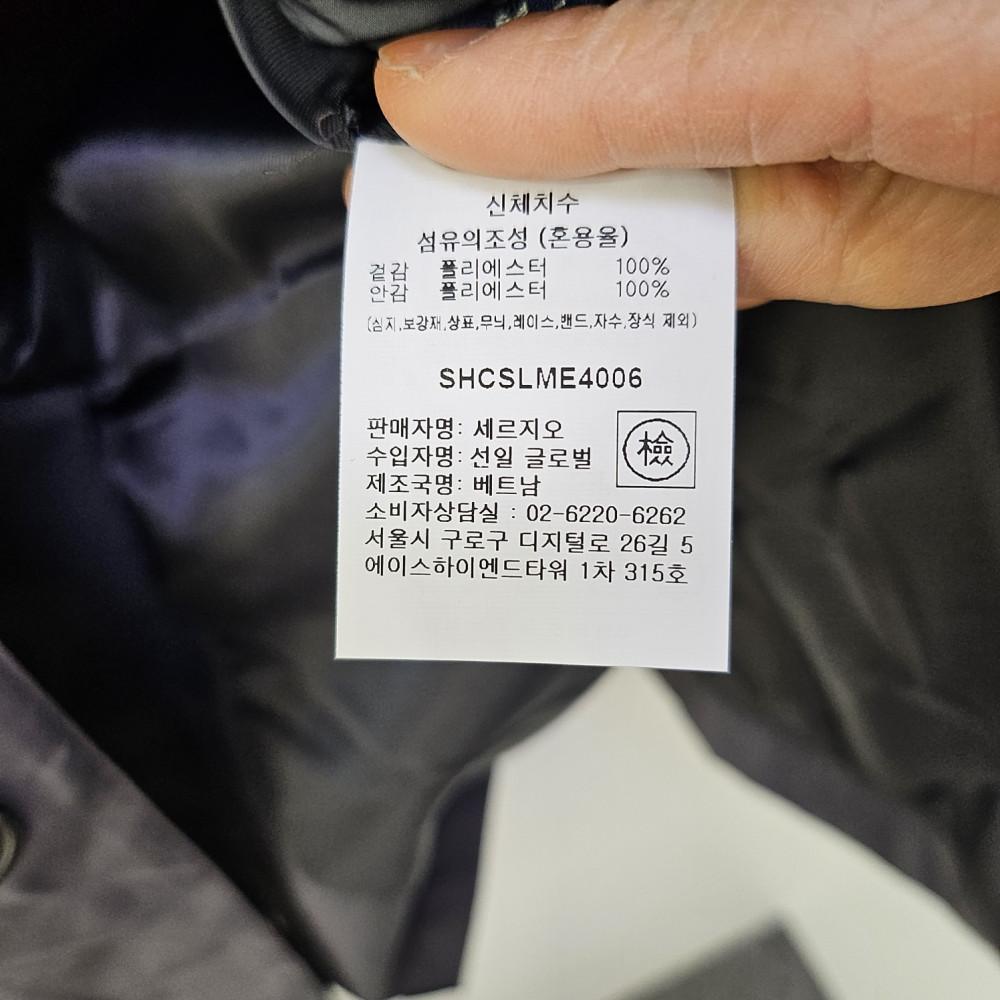 신체치수
섬유의조성 (혼용율)
겉감 폴리에스터 100%
안감 폴리에스터 100%
(심지,보강재,상표,무늬,레이스,밴드,자수,장식 제외)
SHCSLME4006
판매자명: 세르지오
수입자명: 선일 글로벌
제조국명: 베트남
檢
소비자상담실 : 02-6220-6262
서울시 구로구 디지털로 26길 5
에이스하이엔드타워 1차 315호